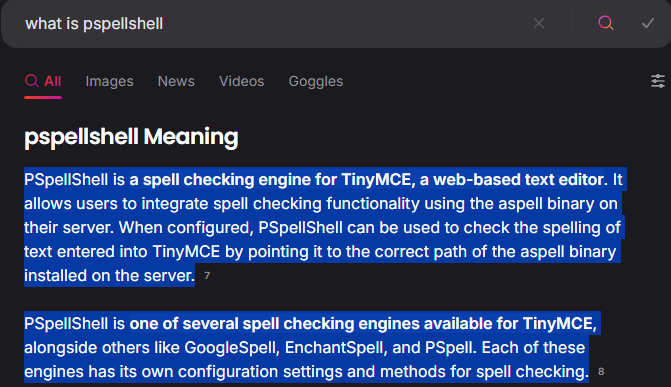 what is pspellshell
All Images News Videos Goggles
pspellshell Meaning
PSpellShell is a spell checking engine for TinyMCE, a web-based text editor. It
allows users to integrate spell checking functionality using the aspell binary on
their server. When configured, PSpellShell can be used to check the spelling of
text entered into TinyMCE by pointing it to the correct path of the aspell binary
installed on the server. 7
PSpellShell is one of several spell checking engines available for TinyMCE,
alongside others like GoogleSpell, EnchantSpell, and PSpell. Each of these
engines has its own configuration settings and methods for spell checking. 8